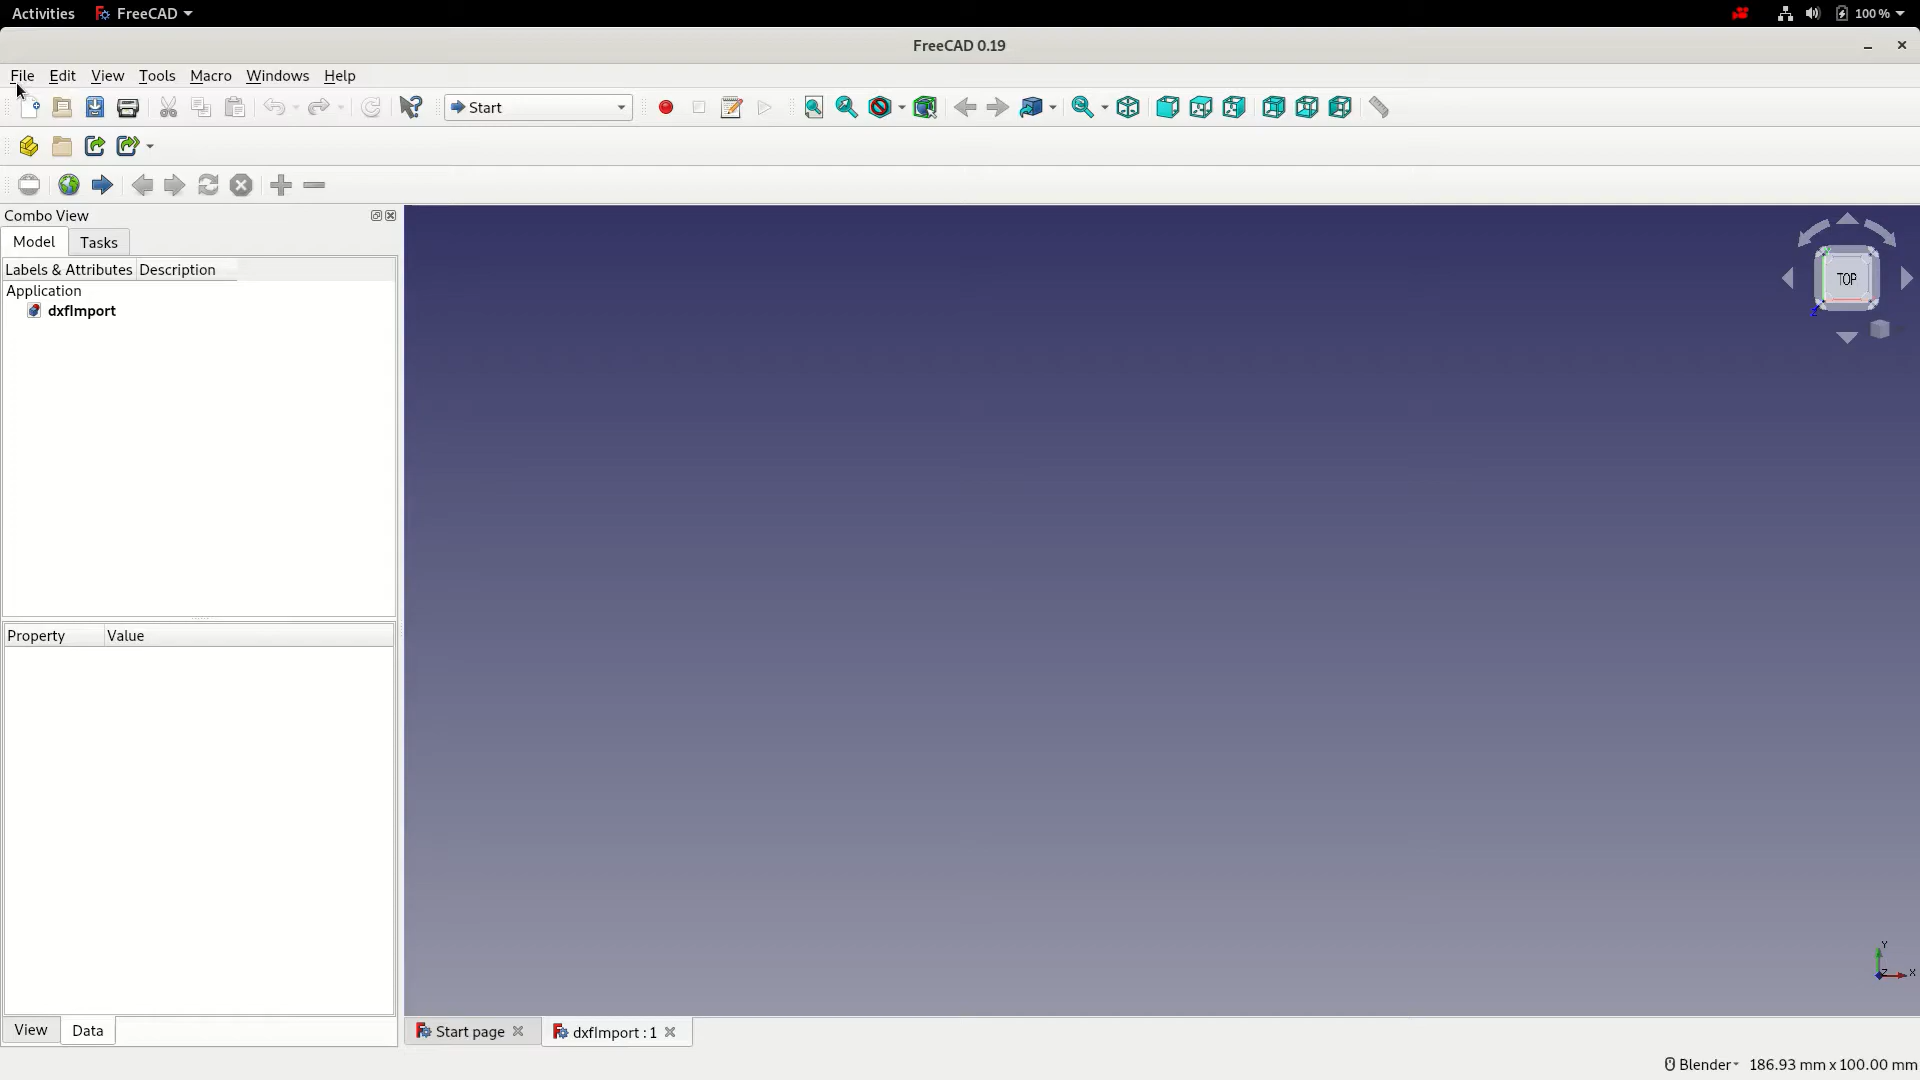 Activities FreeCAD 100 %
FreeCAD 0.19
File Edit View Tools Macro Windows Help
Start
Combo View
Model Tasks
Labels & Attributes Description
Application
dxfImport
TOP
Z
Property Value
Y
Z X
View Data
Start page dxfImport : 1
Blender 186.93 mm x 100.00 mm